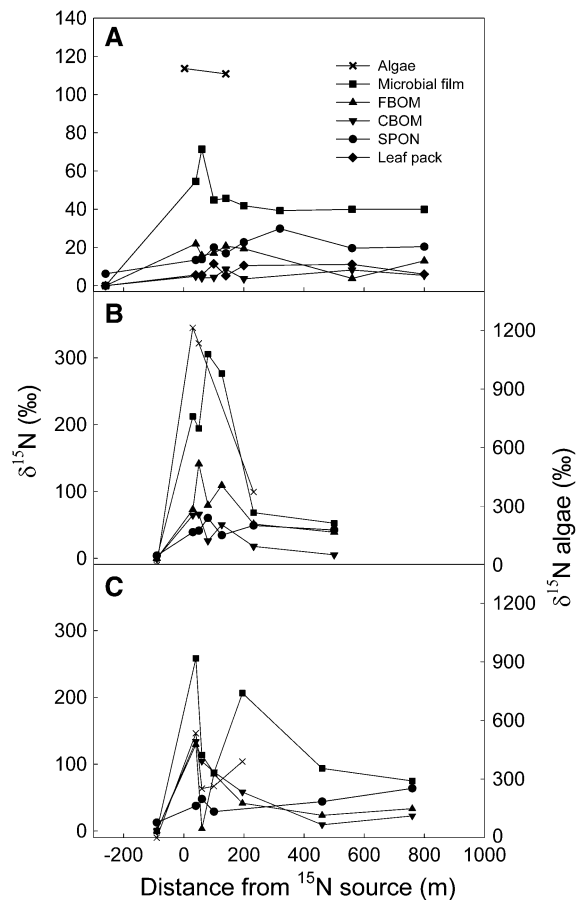 A
140
120
100
80
60
40
20
0
Algae
Microbial film
FBOM
CBOM
SPON
Leaf pack
B
300
200
100
0
1200
900
600
300
0
δ15N (‰)
δ15N algae (‰)
C
300
200
100
0
1200
900
600
300
0
-200 0 200 400 600 800 1000
Distance from 15N source (m)